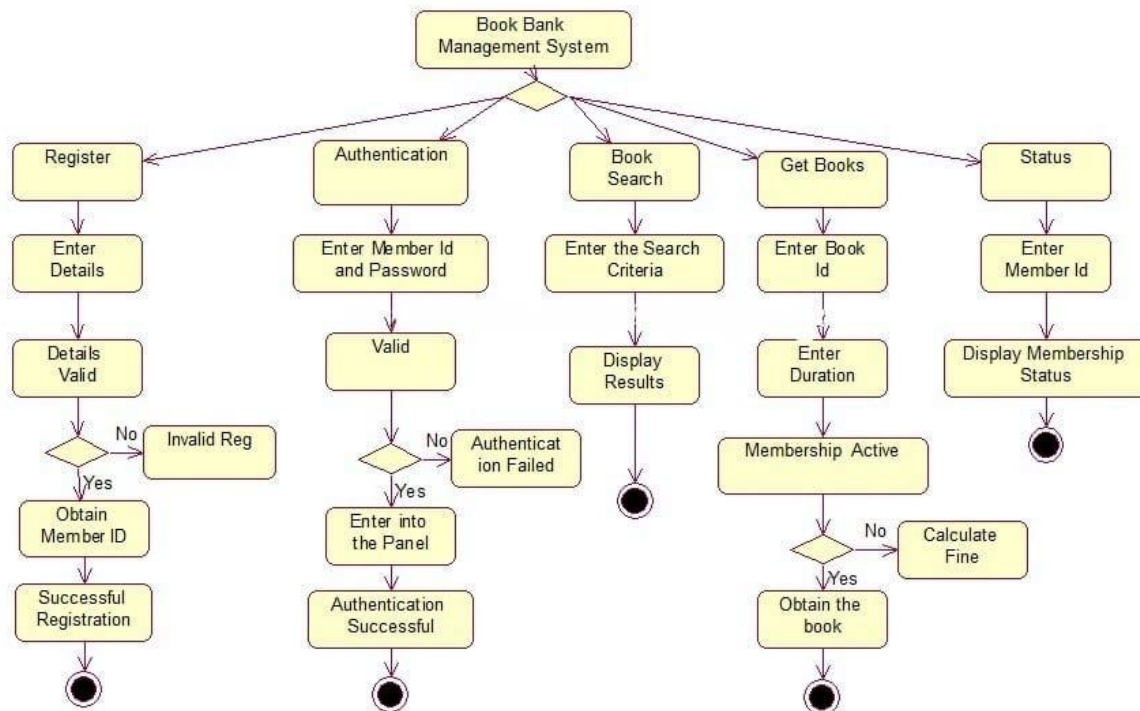 Book Bank
Management System
Register
Authentication
Book
Search
Get Books
Status
Enter
Details
Enter Member Id
and Password
Enter the Search
Criteria
Enter Book
Id
Enter
Member Id
Details
Valid
Valid
Display
Results
Enter
Duration
Display Membership
Status
No
Invalid Reg
No
Authenticat
ion Failed
Membership Active
Yes
Yes
Obtain
Member ID
Enter into
the Panel
No
Calculate
Fine
Yes
Successful
Registration
Authentication
Successful
Obtain the
book